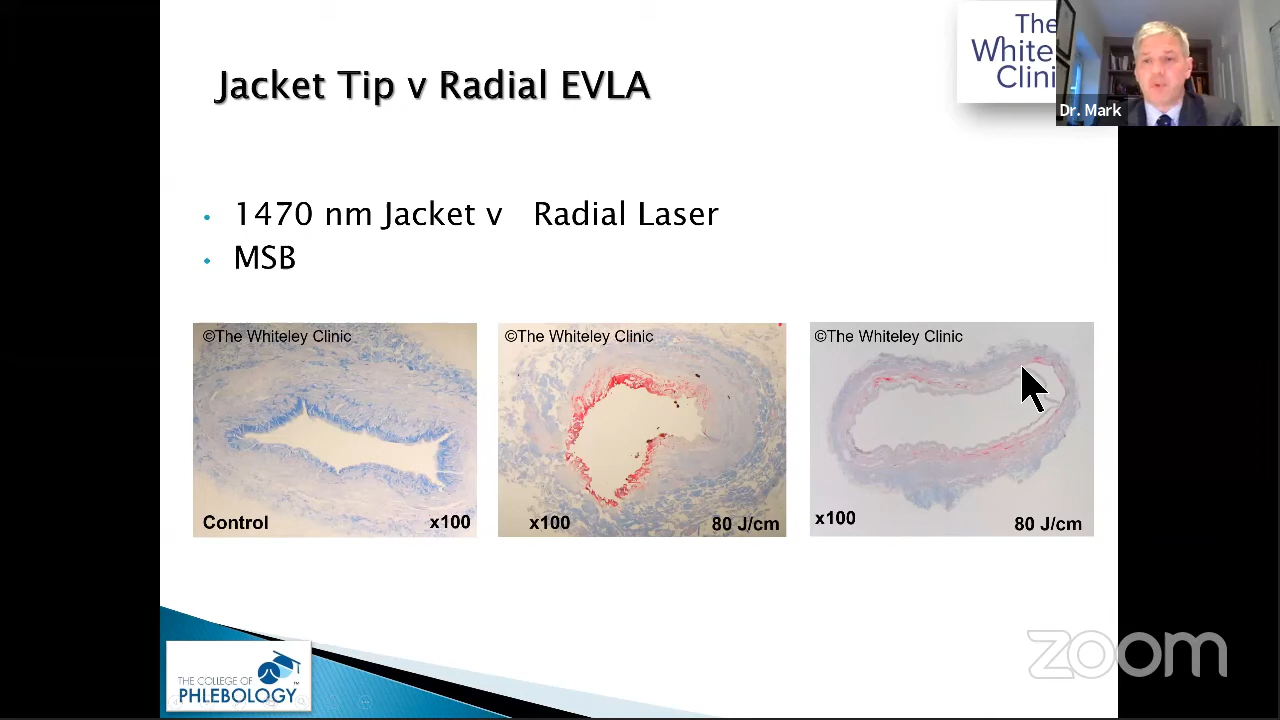 Jacket Tip v Radial EVLA
The
White
Clini
Dr. Mark
• 1470 nm Jacket v Radial Laser
• MSB
©The Whiteley Clinic
Control
x100
©The Whiteley Clinic
x100
80 J/cm
©The Whiteley Clinic
x100
80 J/cm
THE COLLEGE OF
PHLEBOLOGY
™
zoom